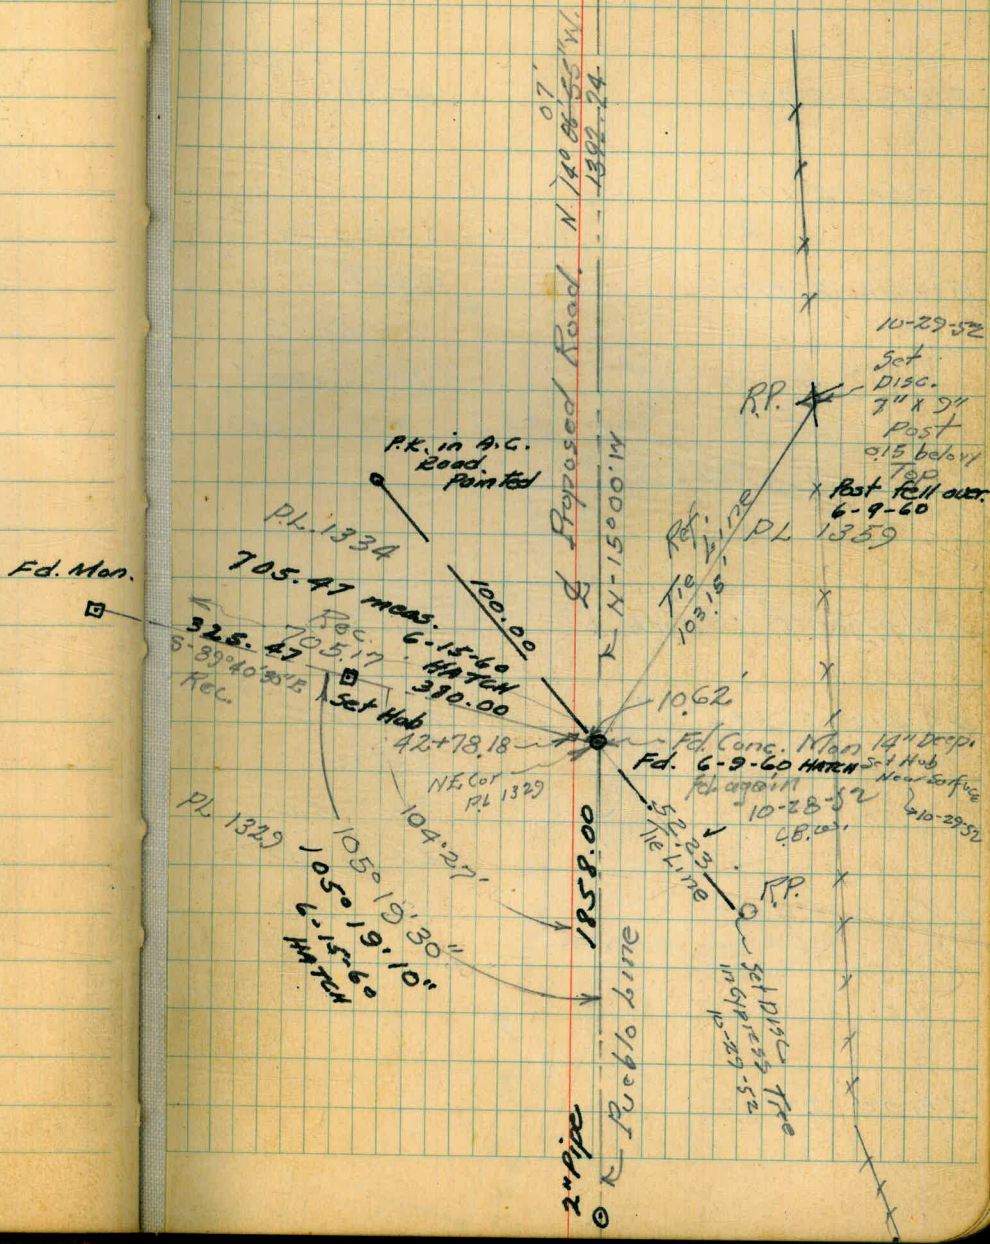 07'
N 14° 06' 55" W.
1392.24
℄ Proposed Road.
N-15°00'W
10-29-52
Set
Disc.
7" X 9"
Post
0.15 below
Top
R.P.
Post fell over.
6-9-60
PL 1359
P.K. in A.C.
Road.
Painted
P.L. 1334
Ref.
Tie Line
103.15'
100.00
Fd. Mon.
705.47 meas.
6-15-60
HATCH
Rec.
705.17
325.47
380.00
S-89°40'30"E
Rec.
Set Hub
10.62'
42+78.18
Fd. Conc. Mon 14" Deep.
Fd. 6-9-60 HATCH
Set Hub
Near Surface
10-29-52
fd. again
10-28-52
NE Cor
PL 1329
PL 1329
104°27'
105°19'30"
105°19'10"
6-15-60
HATCH
1858.00
52.23
Tie Line
R.P.
Set Disc
in Cypress Tree
10-29-52
Pueblo Line
2" Pipe